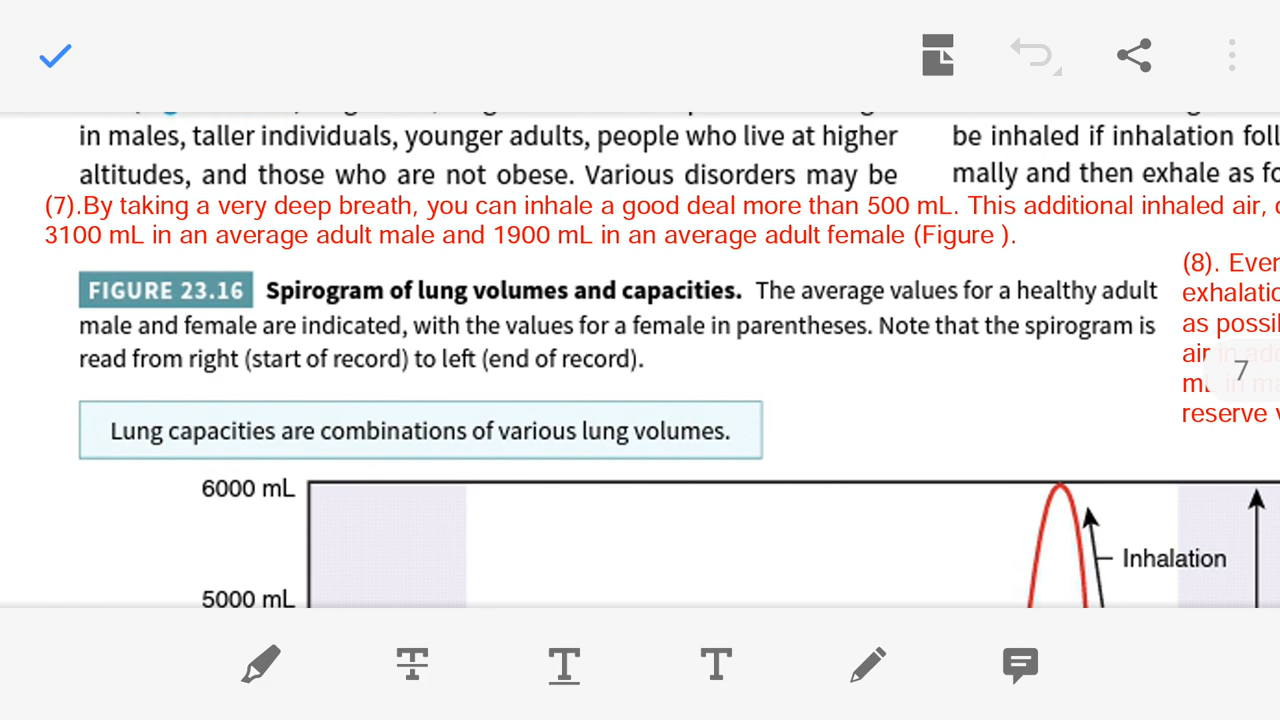 in males, taller individuals, younger adults, people who live at higher
altitudes, and those who are not obese. Various disorders may be
be inhaled if inhalation foll
mally and then exhale as fo
(7).By taking a very deep breath, you can inhale a good deal more than 500 mL. This additional inhaled air,
3100 mL in an average adult male and 1900 mL in an average adult female (Figure ).
(8). Ever
exhalatio
as possil
air in add
mL in ma
reserve v
7
FIGURE 23.16 Spirogram of lung volumes and capacities. The average values for a healthy adult
male and female are indicated, with the values for a female in parentheses. Note that the spirogram is
read from right (start of record) to left (end of record).
Lung capacities are combinations of various lung volumes.
6000 mL
Inhalation
5000 mL